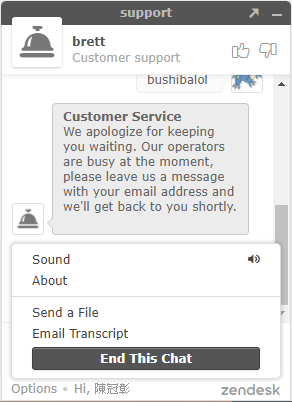 support
brett
Customer support
bushibalol
Customer Service
We apologize for keeping
you waiting. Our operators
are busy at the moment,
please leave us a message
with your email address and
we'll get back to you shortly.
Sound
About
Send a File
Email Transcript
End This Chat
Options • Hi, 陳冠彰
zendesk